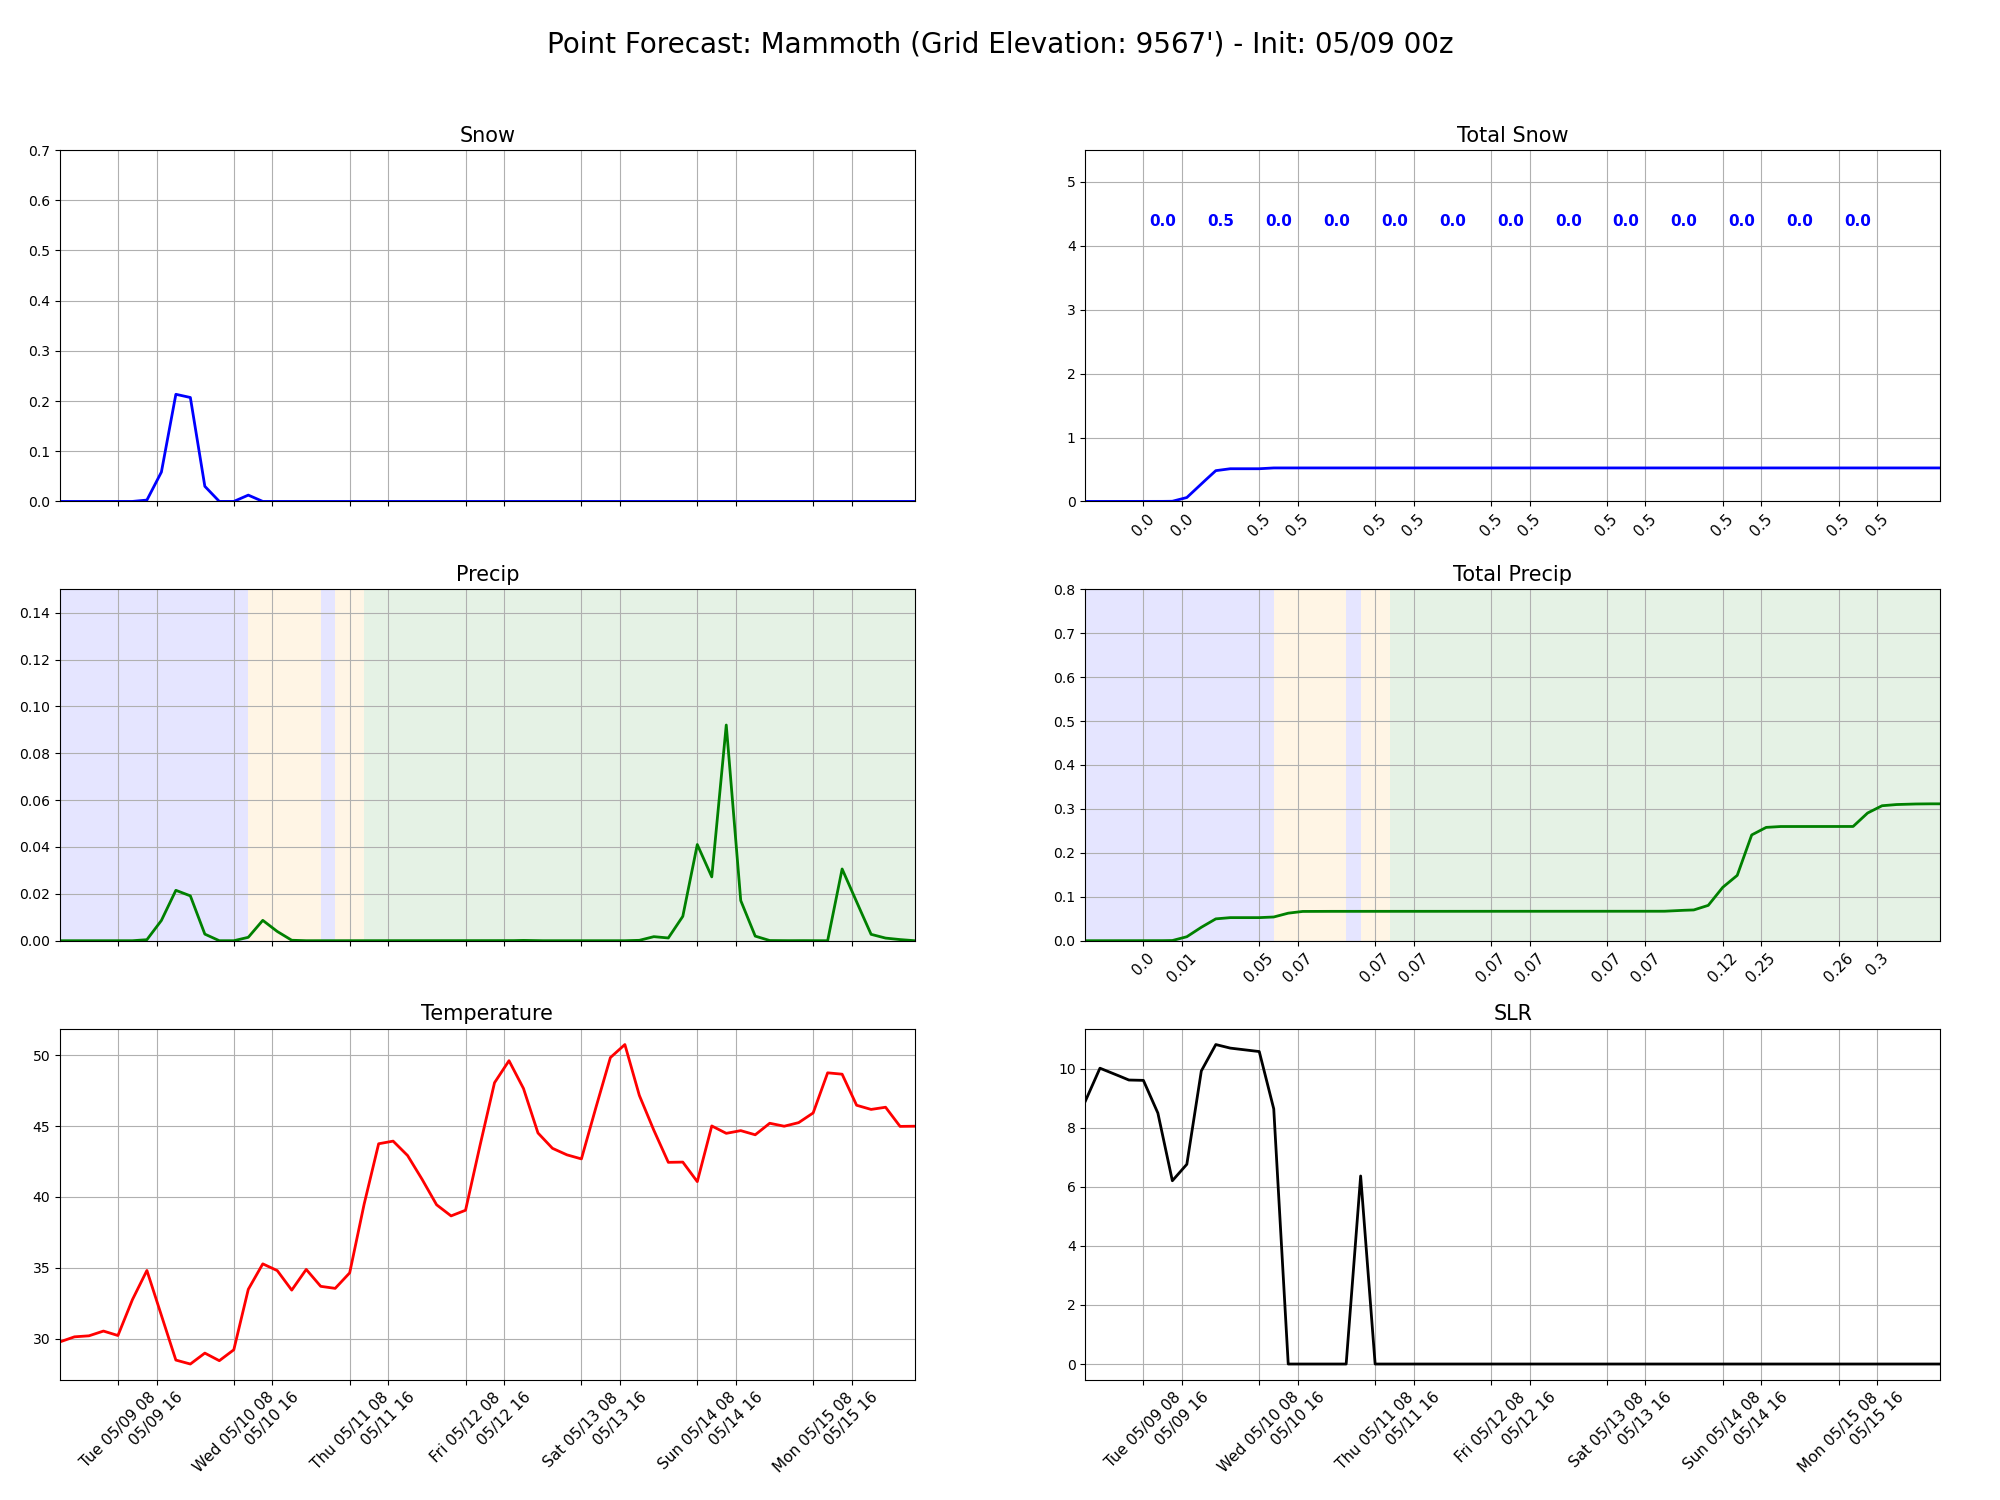 Point Forecast: Mammoth (Grid Elevation: 9567') - Init: 05/09 00z
Snow
0.7
0.6
0.5
0.4
0.3
0.2
0.1
0.0
Total Snow
5
4
3
2
1
0
0.0 0.5 0.0 0.0 0.0 0.0 0.0 0.0 0.0 0.0 0.0 0.0 0.0
0.0 0.0 0.5 0.5 0.5 0.5 0.5 0.5 0.5 0.5 0.5 0.5 0.5 0.5
Precip
0.14
0.12
0.10
0.08
0.06
0.04
0.02
0.00
Total Precip
0.8
0.7
0.6
0.5
0.4
0.3
0.2
0.1
0.0
0.0 0.01 0.05 0.07 0.07 0.07 0.07 0.07 0.07 0.07 0.12 0.25 0.26 0.3
Temperature
50
45
40
35
30
Tue 05/09 08
05/09 16
Wed 05/10 08
05/10 16
Thu 05/11 08
05/11 16
Fri 05/12 08
05/12 16
Sat 05/13 08
05/13 16
Sun 05/14 08
05/14 16
Mon 05/15 08
05/15 16
SLR
10
8
6
4
2
0
Tue 05/09 08
05/09 16
Wed 05/10 08
05/10 16
Thu 05/11 08
05/11 16
Fri 05/12 08
05/12 16
Sat 05/13 08
05/13 16
Sun 05/14 08
05/14 16
Mon 05/15 08
05/15 16